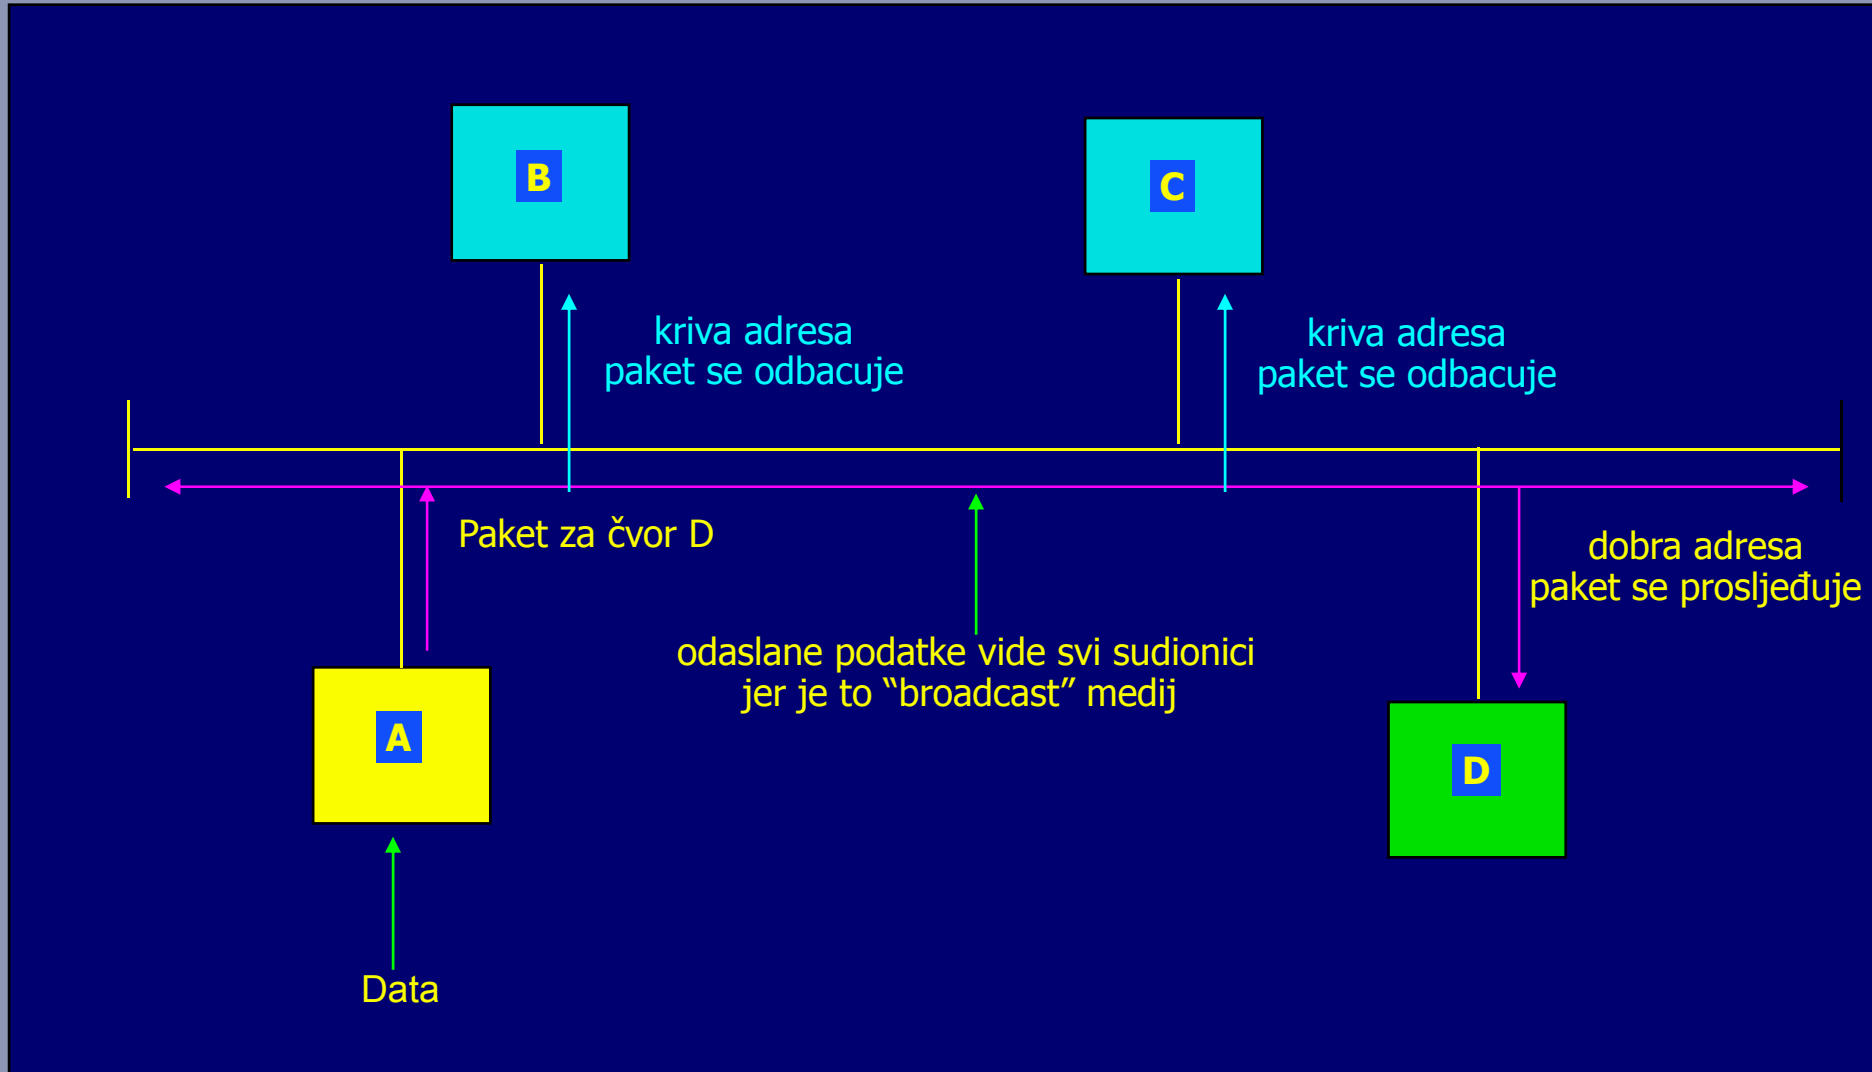 B
C
kriva adresa
paket se odbacuje
kriva adresa
paket se odbacuje
Paket za čvor D
dobra adresa
paket se prosljeđuje
odaslane podatke vide svi sudionici
jer je to “broadcast” medij
A
D
Data